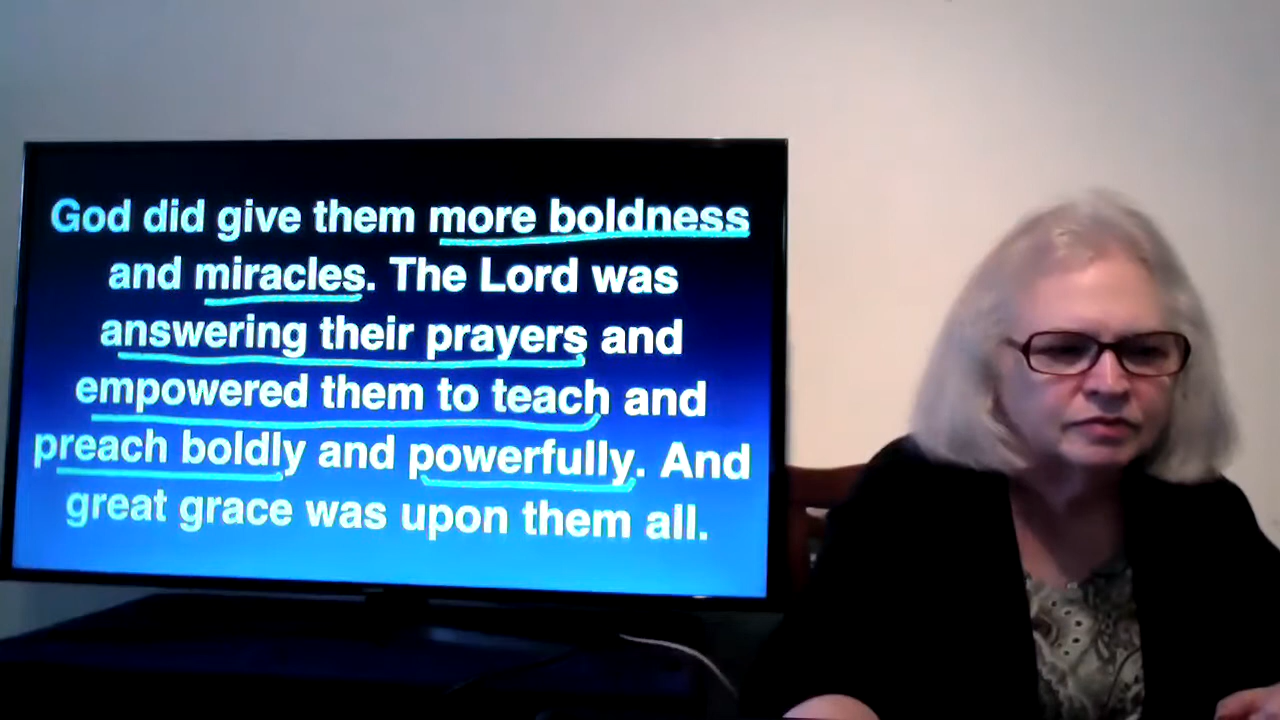 God did give them more boldness
and miracles. The Lord was
answering their prayers and
empowered them to teach and
preach boldly and powerfully. And
great grace was upon them all.